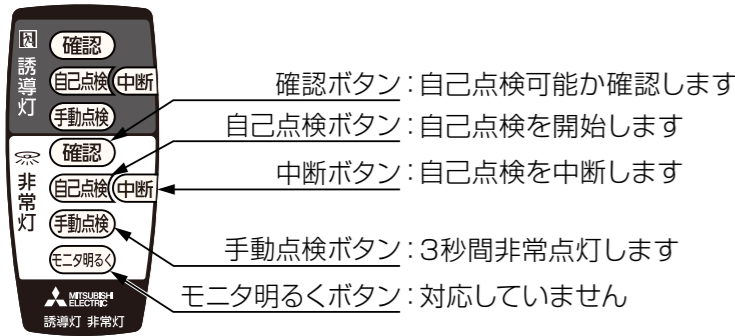 誘導灯
確認
自己点検 中断
手動点検
非常灯
確認
自己点検 中断
手動点検
モニタ明るく
MITSUBISHI
ELECTRIC
誘導灯 非常灯
確認ボタン：自己点検可能か確認します
自己点検ボタン：自己点検を開始します
中断ボタン：自己点検を中断します
手動点検ボタン：3秒間非常点灯します
モニタ明るくボタン：対応していません